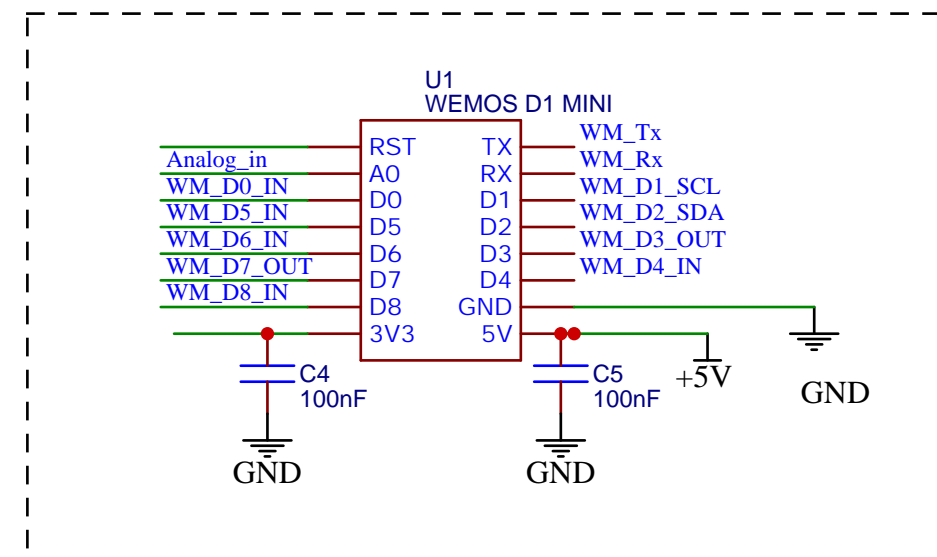 U1
WEMOS D1 MINI
RST
TX
WM_Tx
Analog_in
A0
RX
WM_Rx
WM_D0_IN
D0
D1
WM_D1_SCL
WM_D5_IN
D5
D2
WM_D2_SDA
WM_D6_IN
D6
D3
WM_D3_OUT
WM_D7_OUT
D7
D4
WM_D4_IN
WM_D8_IN
D8
GND
3V3
5V
C4
100nF
GND
C5
100nF
GND
+5V
GND